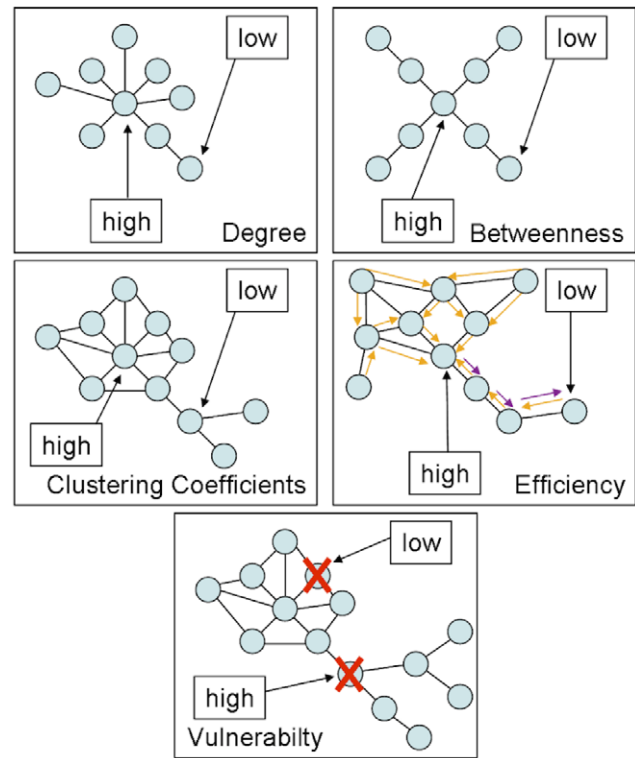 low
high
Degree
low
high
Betweenness
low
high
Clustering Coefficients
low
high
Efficiency
low
high
Vulnerabilty